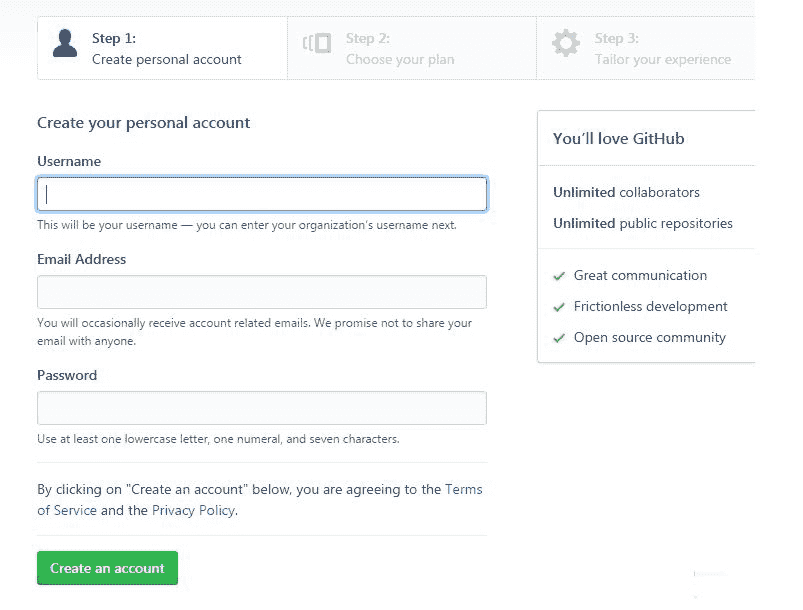 Step 1:
Create personal account
Step 2:
Choose your plan
Step 3:
Tailor your experience
Create your personal account
Username
This will be your username — you can enter your organization's username next.
Email Address
You will occasionally receive account related emails. We promise not to share your
email with anyone.
Password
Use at least one lowercase letter, one numeral, and seven characters.
By clicking on "Create an account" below, you are agreeing to the Terms
of Service and the Privacy Policy.
Create an account
You’ll love GitHub
Unlimited collaborators
Unlimited public repositories
Great communication
Frictionless development
Open source community